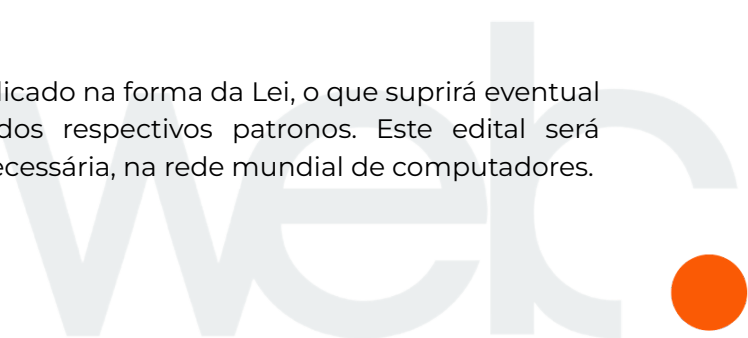 licado na forma da Lei, o que suprirá eventual
dos respectivos patronos. Este edital será
ecessária, na rede mundial de computadores.
web.